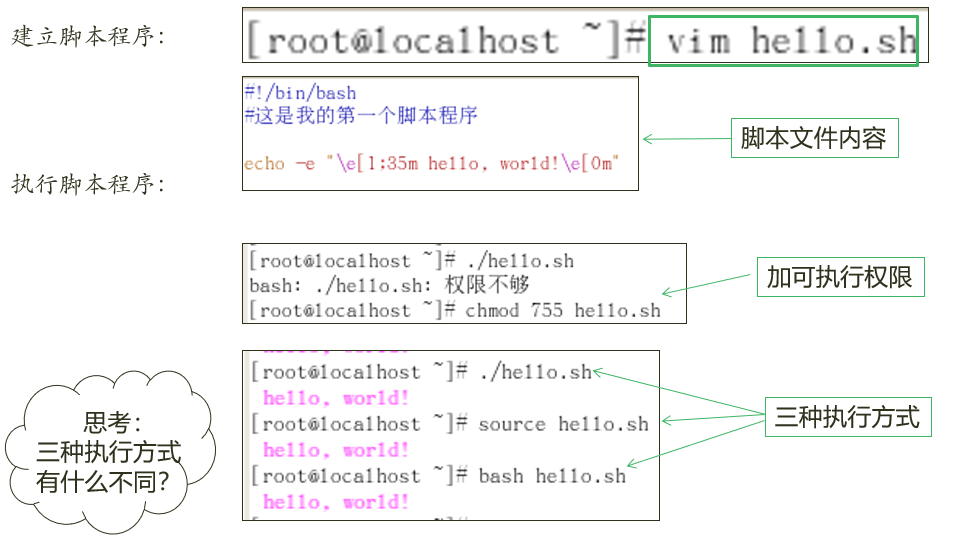 建立脚本程序:
[root@localhost ~]# vim hello.sh
#!/bin/bash
#这是我的第一个脚本程序
echo -e "\e[1;35m hello, world!\e[0m"
脚本文件内容
执行脚本程序:
[root@localhost ~]# ./hello.sh
bash: ./hello.sh: 权限不够
[root@localhost ~]# chmod 755 hello.sh
加可执行权限
[root@localhost ~]# ./hello.sh
hello, world!
[root@localhost ~]# source hello.sh
hello, world!
[root@localhost ~]# bash hello.sh
hello, world!
三种执行方式
思考:
三种执行方式
有什么不同?